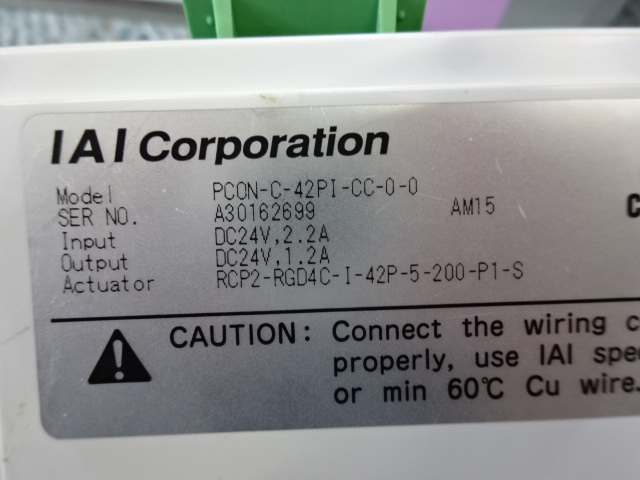 IAI Corporation
Model PCON-C-42PI-CC-0-0
SER NO. A30162699 AM15
Input DC24V,2.2A
Output DC24V,1.2A
Actuator RCP2-RGD4C-I-42P-5-200-P1-S
CAUTION: Connect the wiring
properly, use IAI
or min 60℃ Cu wire.